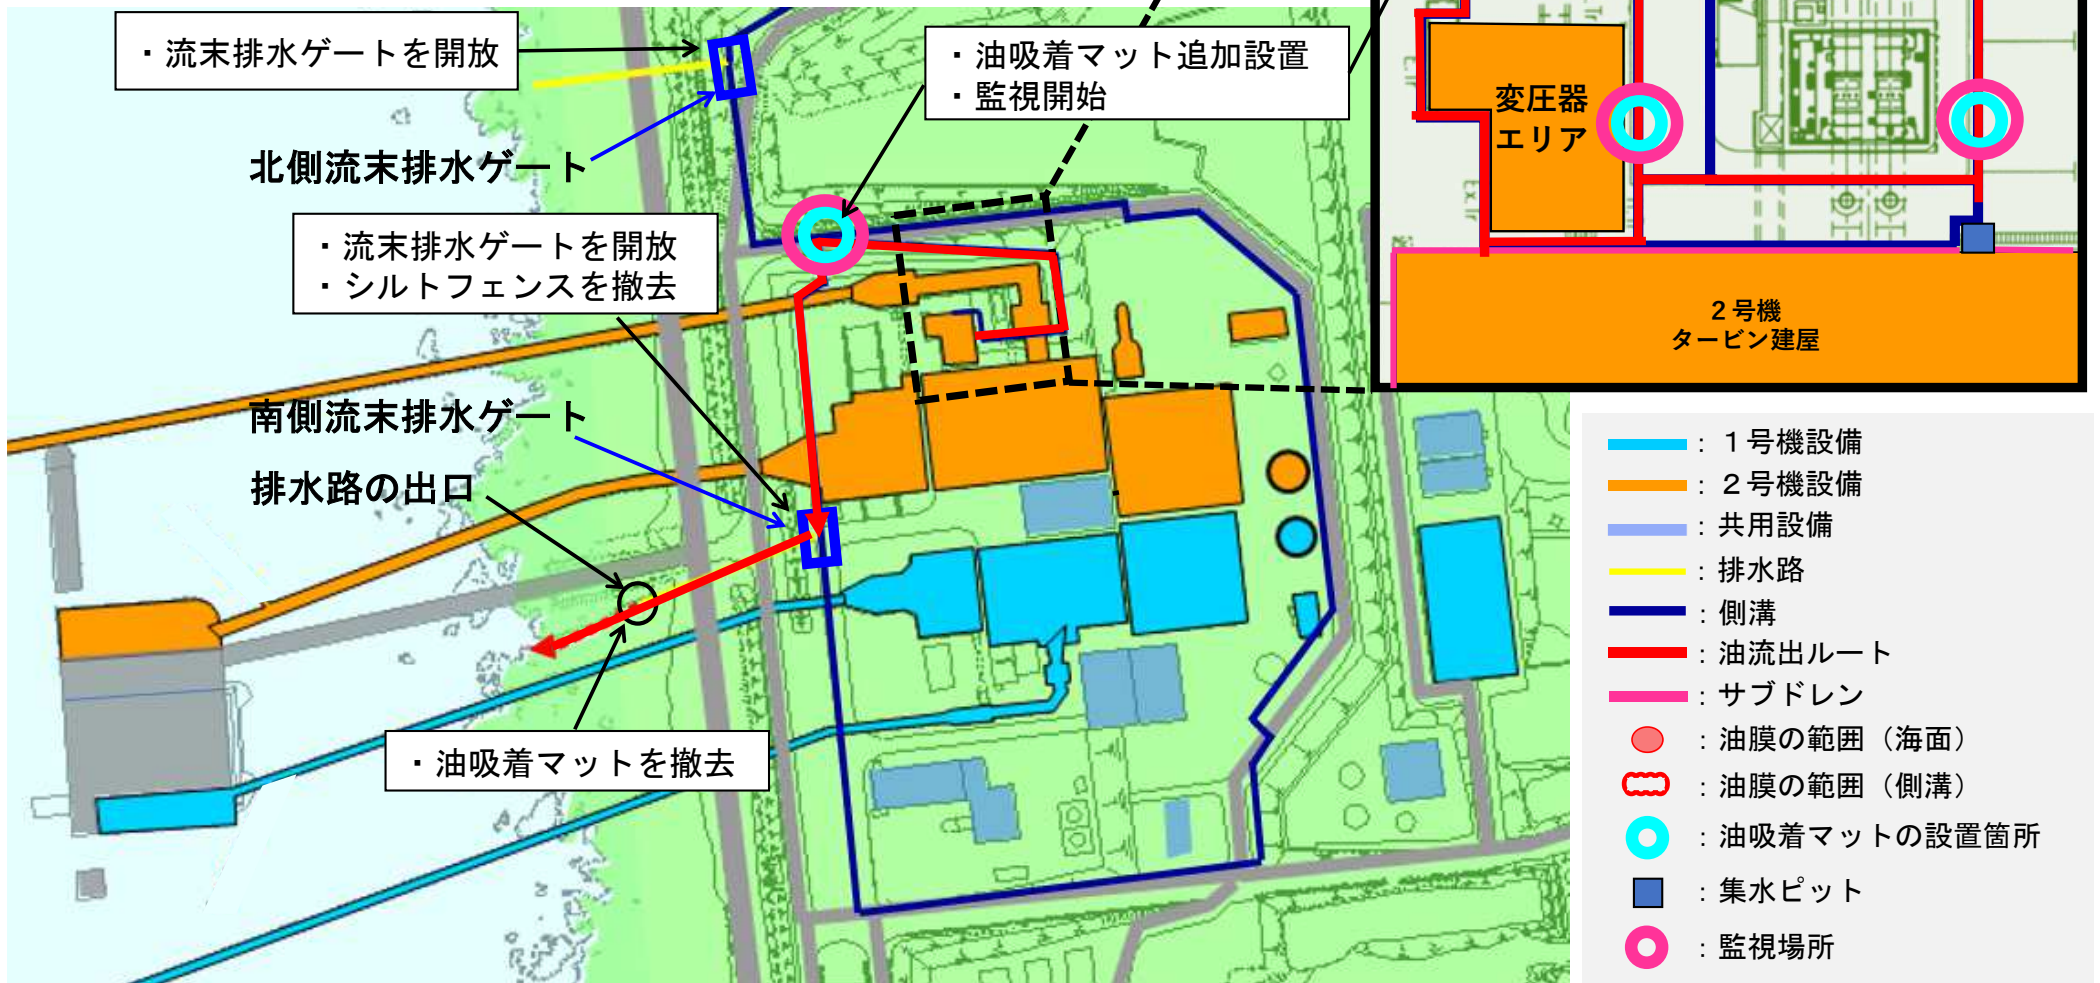 ・流末排水ゲートを開放
・油吸着マット追加設置
・監視開始
変圧器
エリア
北側流末排水ゲート
・流末排水ゲートを開放
・シルトフェンスを撤去
2号機
タービン建屋
南側流末排水ゲート
排水路の出口
・油吸着マットを撤去
：１号機設備
：２号機設備
：共用設備
：排水路
：側溝
：油流出ルート
：サブドレン
：油膜の範囲（海面）
：油膜の範囲（側溝）
：油吸着マットの設置箇所
：集水ピット
：監視場所